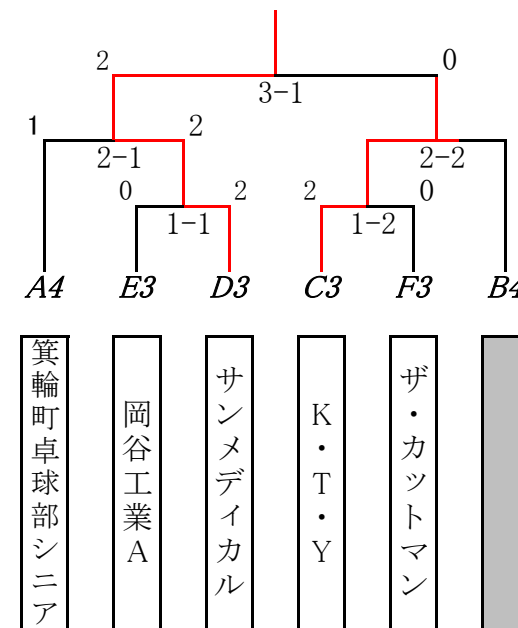 2
0
3-1
1
2
2-1
2-2
0
2
2
0
1-1
1-2
A4
E3
D3
C3
F3
B4
箕輪町卓球部シニア
岡谷工業A
サンメディカル
K・T・Y
ザ・カットマン